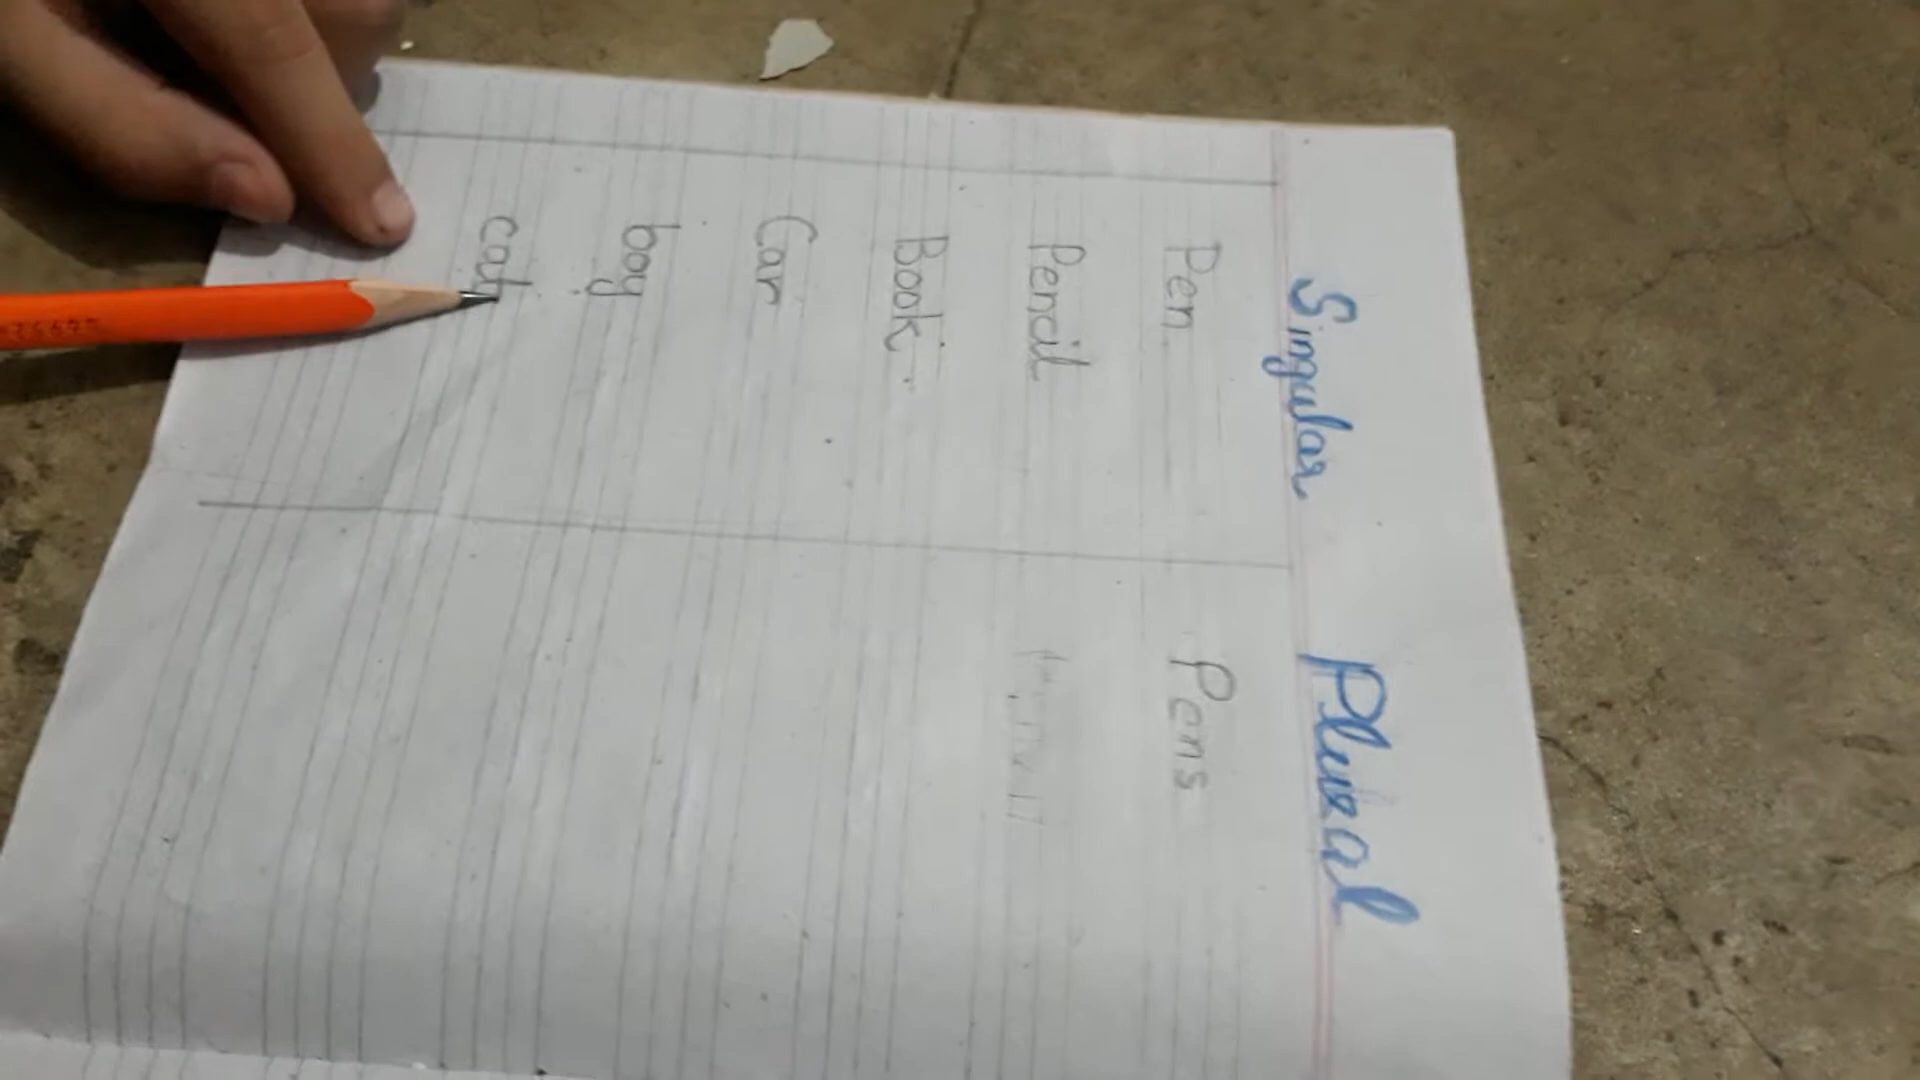 Singular Plural
Pen Pens
Pencil
Book
Car
boy
cat